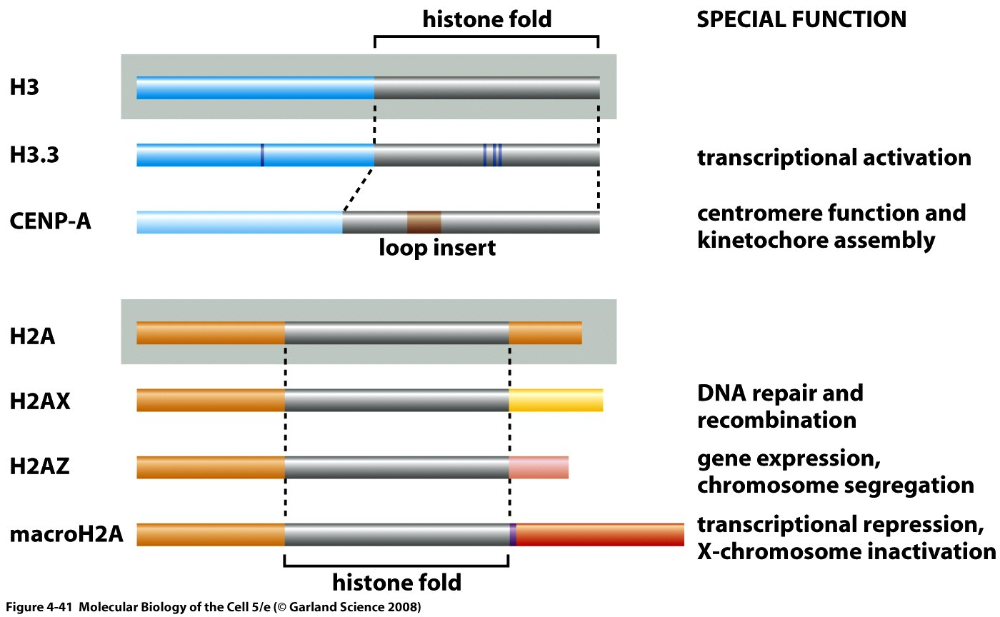 histone fold
SPECIAL FUNCTION
H3
H3.3
transcriptional activation
CENP-A
centromere function and
kinetochore assembly
loop insert
H2A
H2AX
DNA repair and
recombination
H2AZ
gene expression,
chromosome segregation
macroH2A
transcriptional repression,
X-chromosome inactivation
histone fold
Figure 4-41 Molecular Biology of the Cell 5/e (© Garland Science 2008)